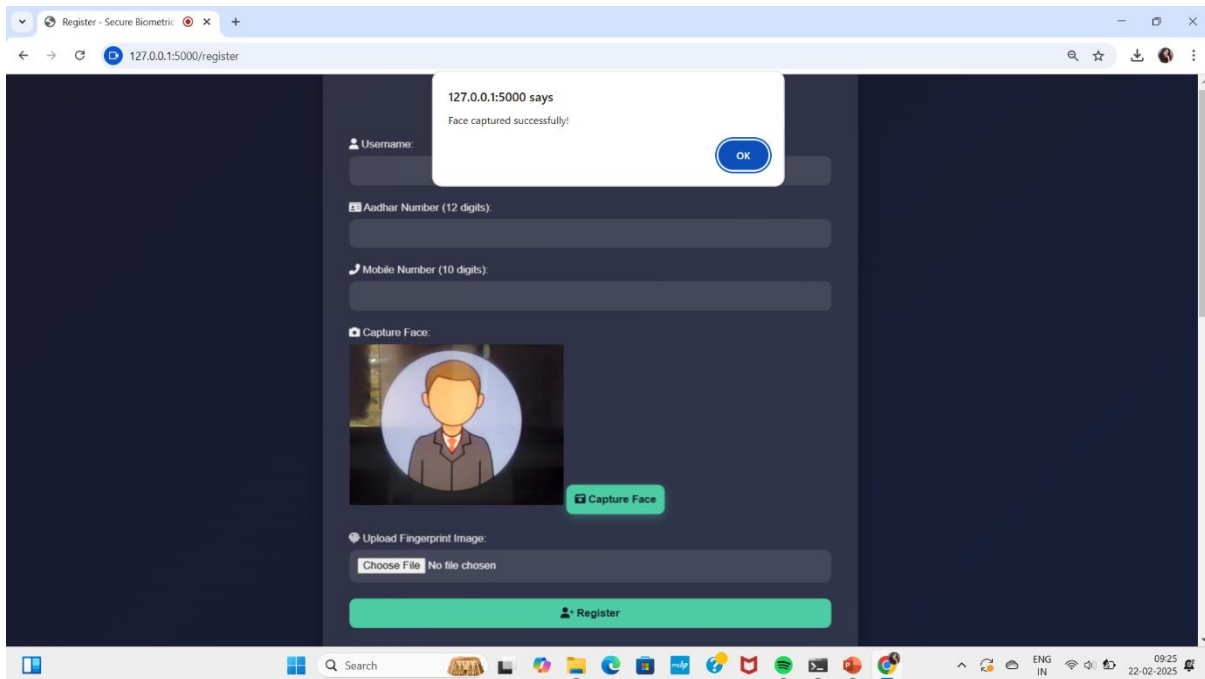 Register - Secure Biometric
127.0.0.1:5000/register
127.0.0.1:5000 says
Face captured successfully!
OK
Username:
Aadhar Number (12 digits):
Mobile Number (10 digits):
Capture Face:
Capture Face
Upload Fingerprint Image:
Choose File No file chosen
Register
Search
ENG
IN
09:25
22-02-2025